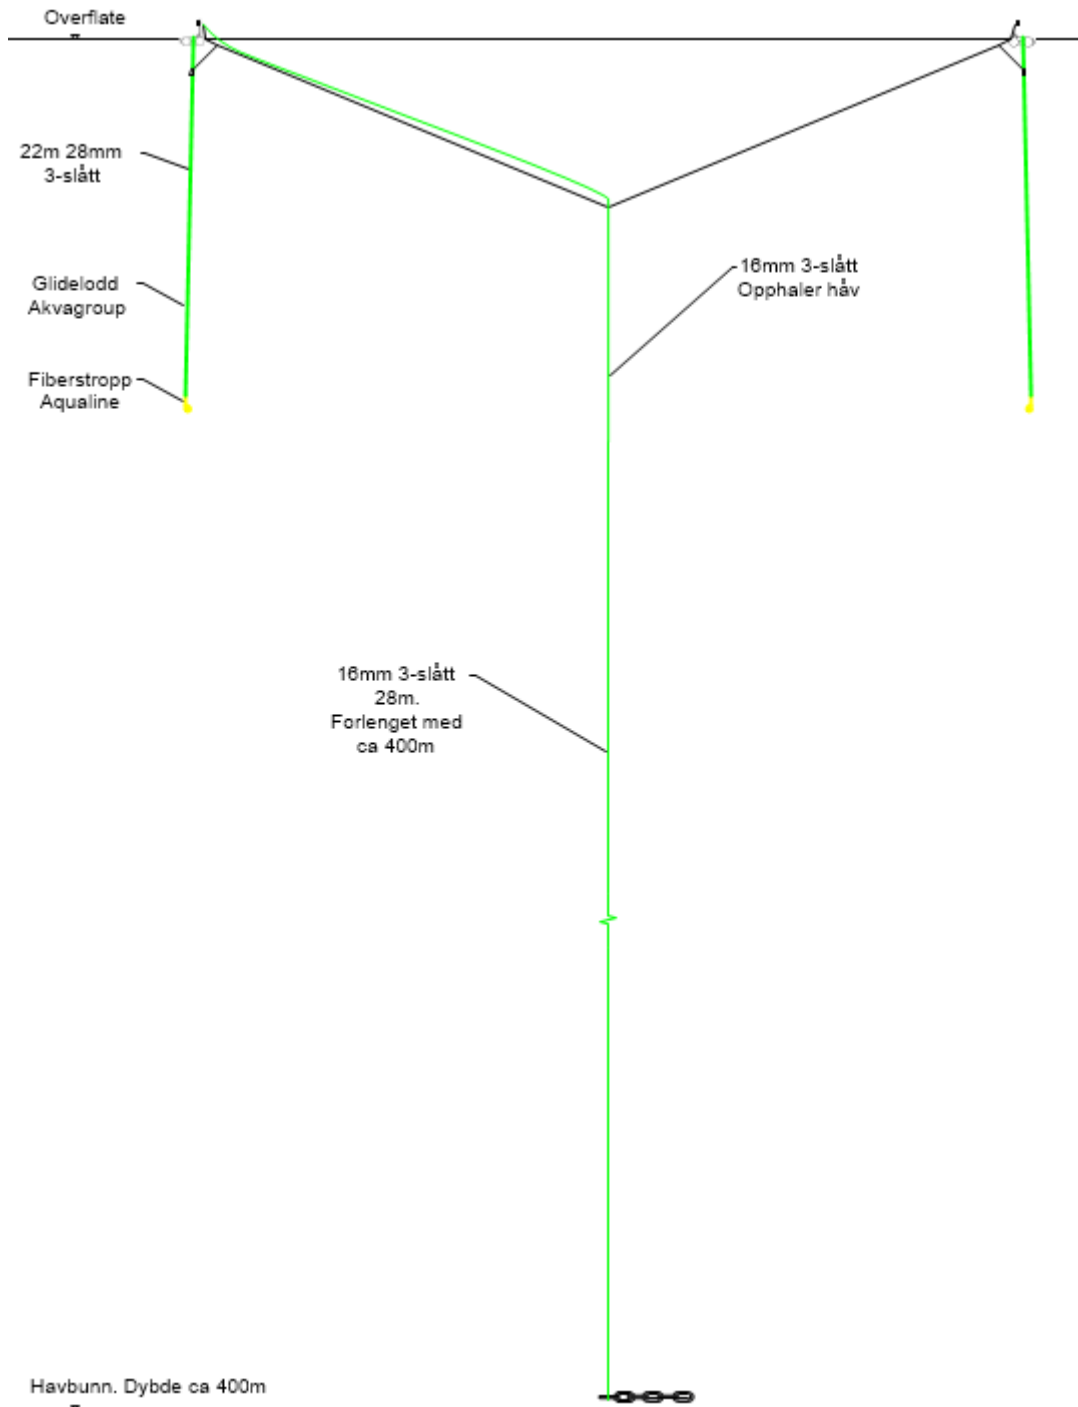 Overflate
22m 28mm
3-slått
Glidelodd
Akvagroup
Fiberstropp
Aqualine
16mm 3-slått
Opphaler håv
16mm 3-slått
28m.
Forlenget med
ca 400m
Havbunn. Dybde ca 400m